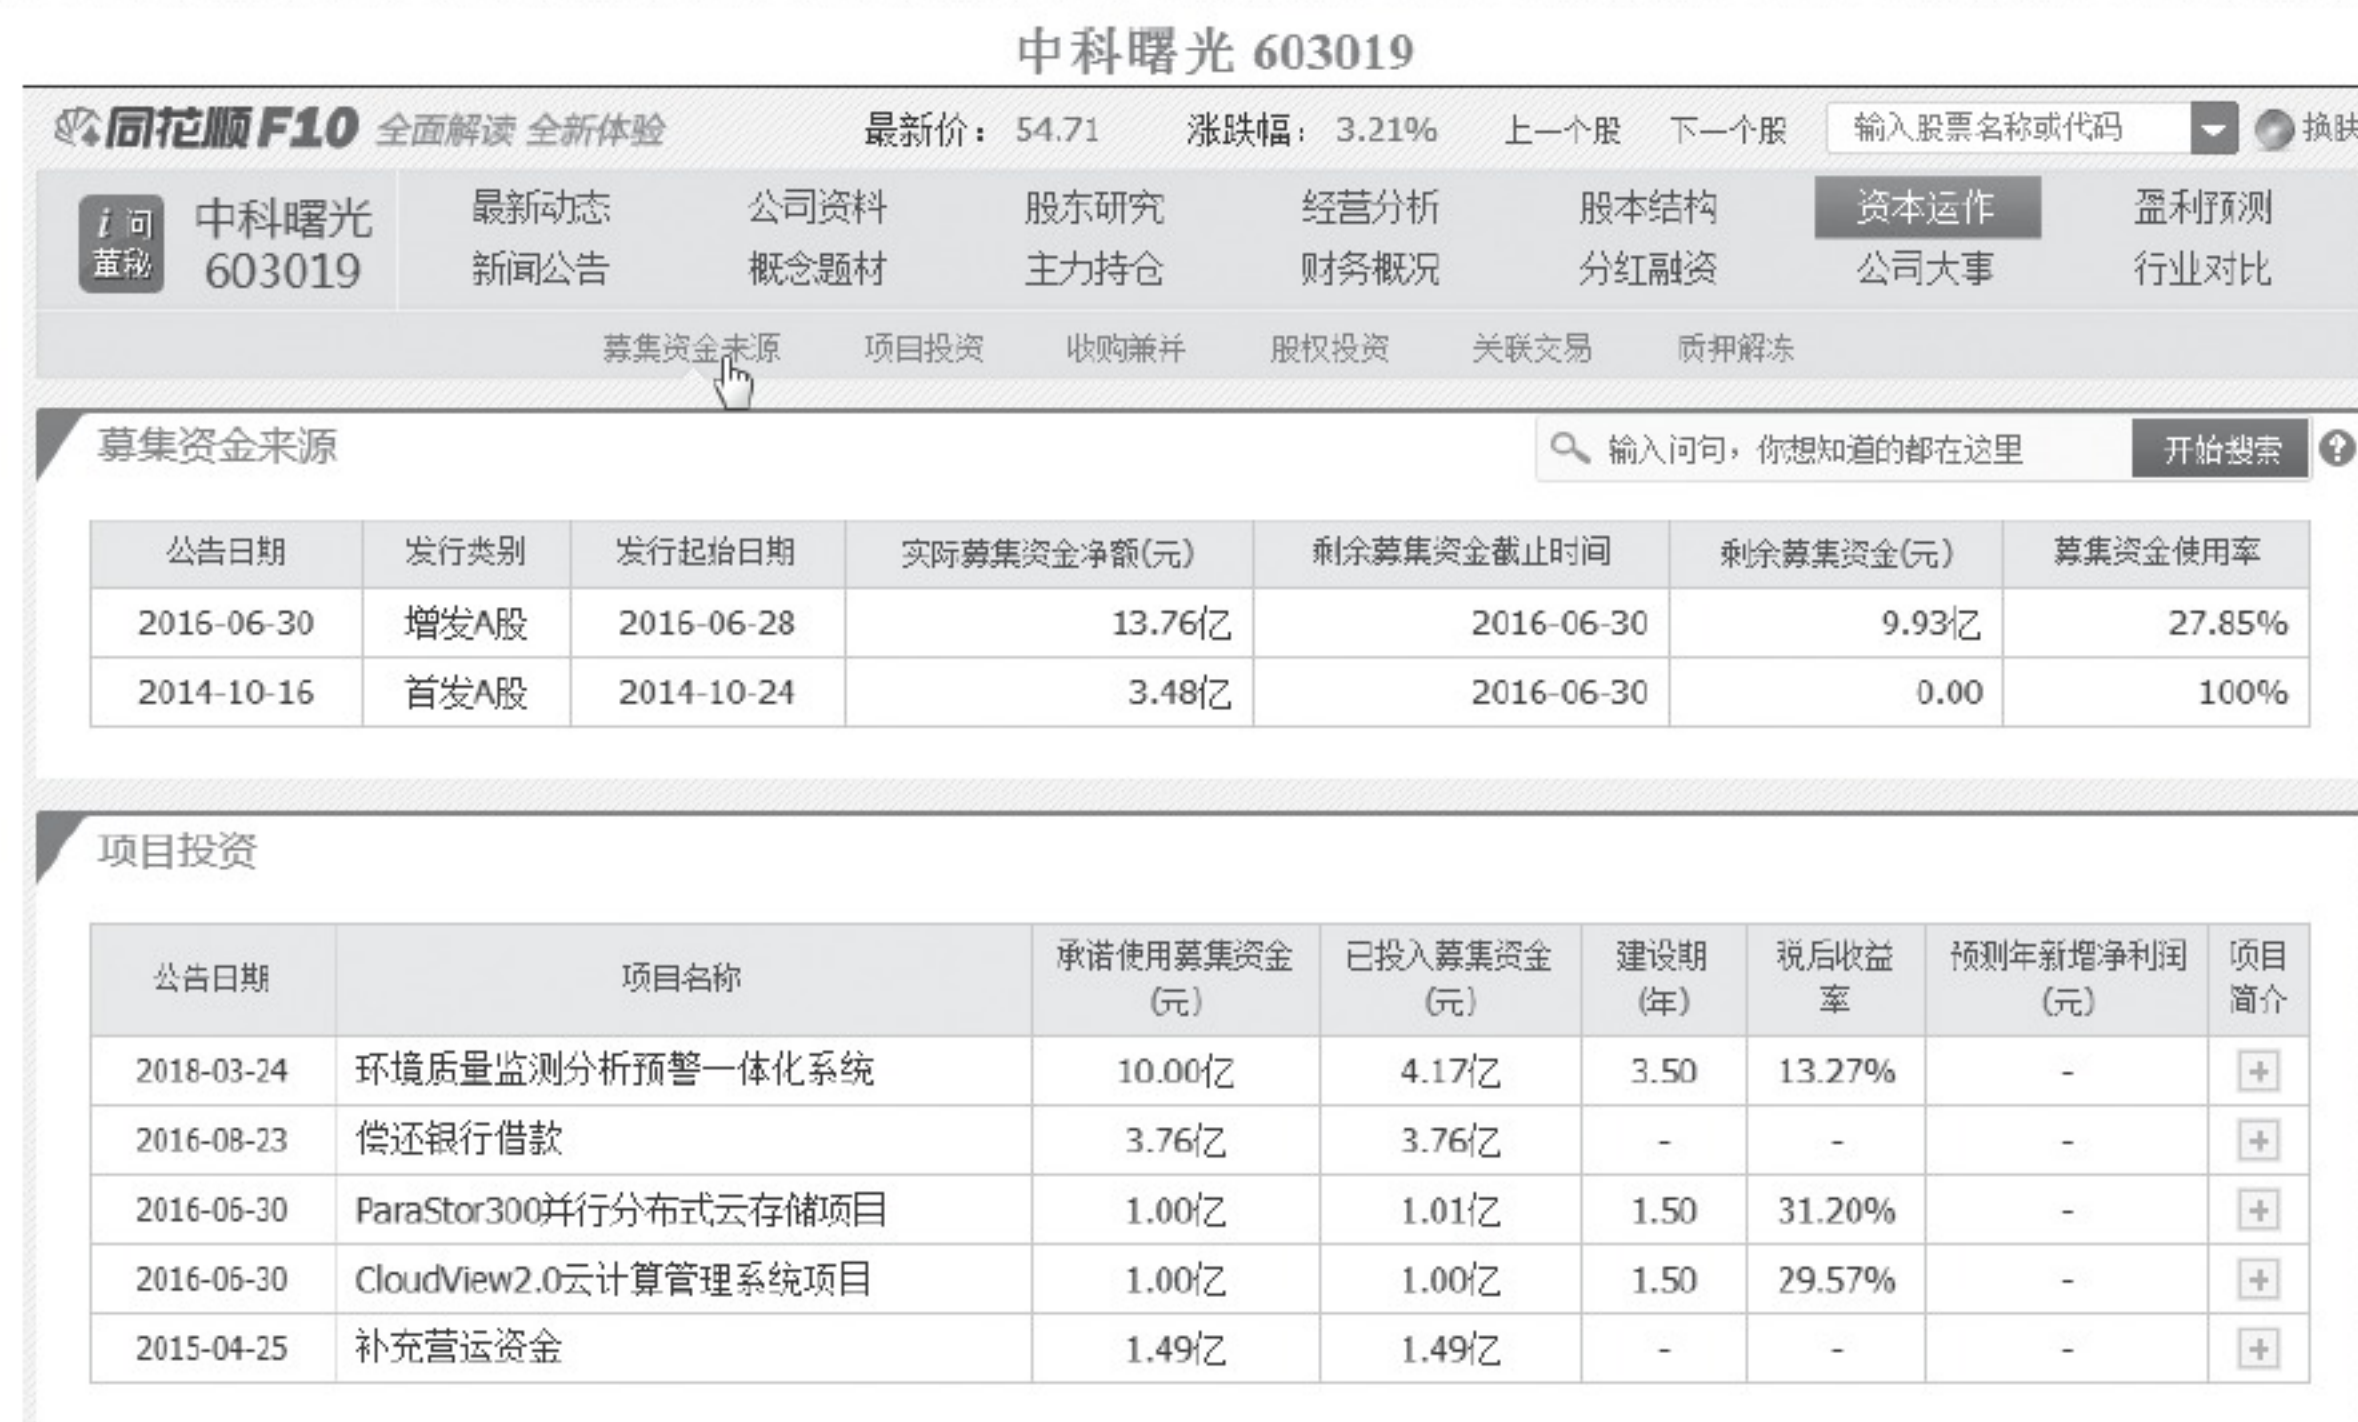 中科曙光 603019
同花顺F10 全面解读 全新体验 最新价： 54.71 涨跌幅： 3.21% 上一个股 下一个股 输入股票名称或代码 换肤
i 问 董秘 中科曙光 603019
最新动态 公司资料 股东研究 经营分析 股本结构 资本运作 盈利预测
新闻公告 概念题材 主力持仓 财务概况 分红融资 公司大事 行业对比
募集资金来源 项目投资 收购兼并 股权投资 关联交易 质押解冻
募集资金来源 输入问句，你想知道的都在这里 开始搜索 ?
公告日期 发行类别 发行起始日期 实际募集资金净额(元) 剩余募集资金截止时间 剩余募集资金(元) 募集资金使用率
2016-06-30 增发A股 2016-06-28 13.76亿 2016-06-30 9.93亿 27.85%
2014-10-16 首发A股 2014-10-24 3.48亿 2016-06-30 0.00 100%
项目投资
公告日期 项目名称 承诺使用募集资金(元) 已投入募集资金(元) 建设期(年) 税后收益率 预测年新增净利润(元) 项目简介
2018-03-24 环境质量监测分析预警一体化系统 10.00亿 4.17亿 3.50 13.27% - +
2016-08-23 偿还银行借款 3.76亿 3.76亿 - - - +
2016-06-30 ParaStor300并行分布式云存储项目 1.00亿 1.01亿 1.50 31.20% - +
2016-06-30 CloudView2.0云计算管理系统项目 1.00亿 1.00亿 1.50 29.57% - +
2015-04-25 补充营运资金 1.49亿 1.49亿 - - - +